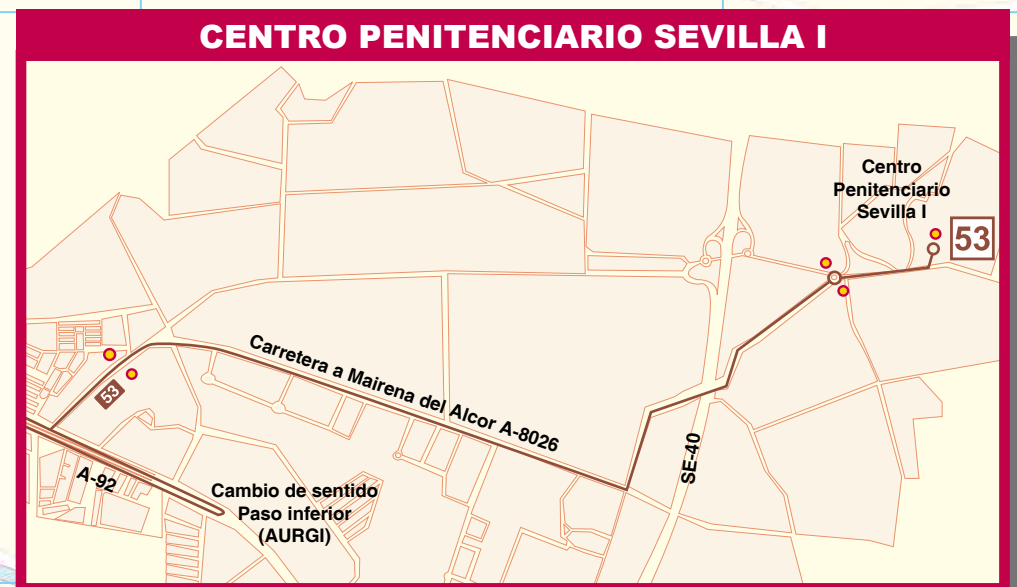 CENTRO PENITENCIARIO SEVILLA I
Centro
Penitenciario
Sevilla I
53
Carretera a Mairena del Alcor A-8026
53
SE-40
A-92
Cambio de sentido
Paso inferior
(AURGI)